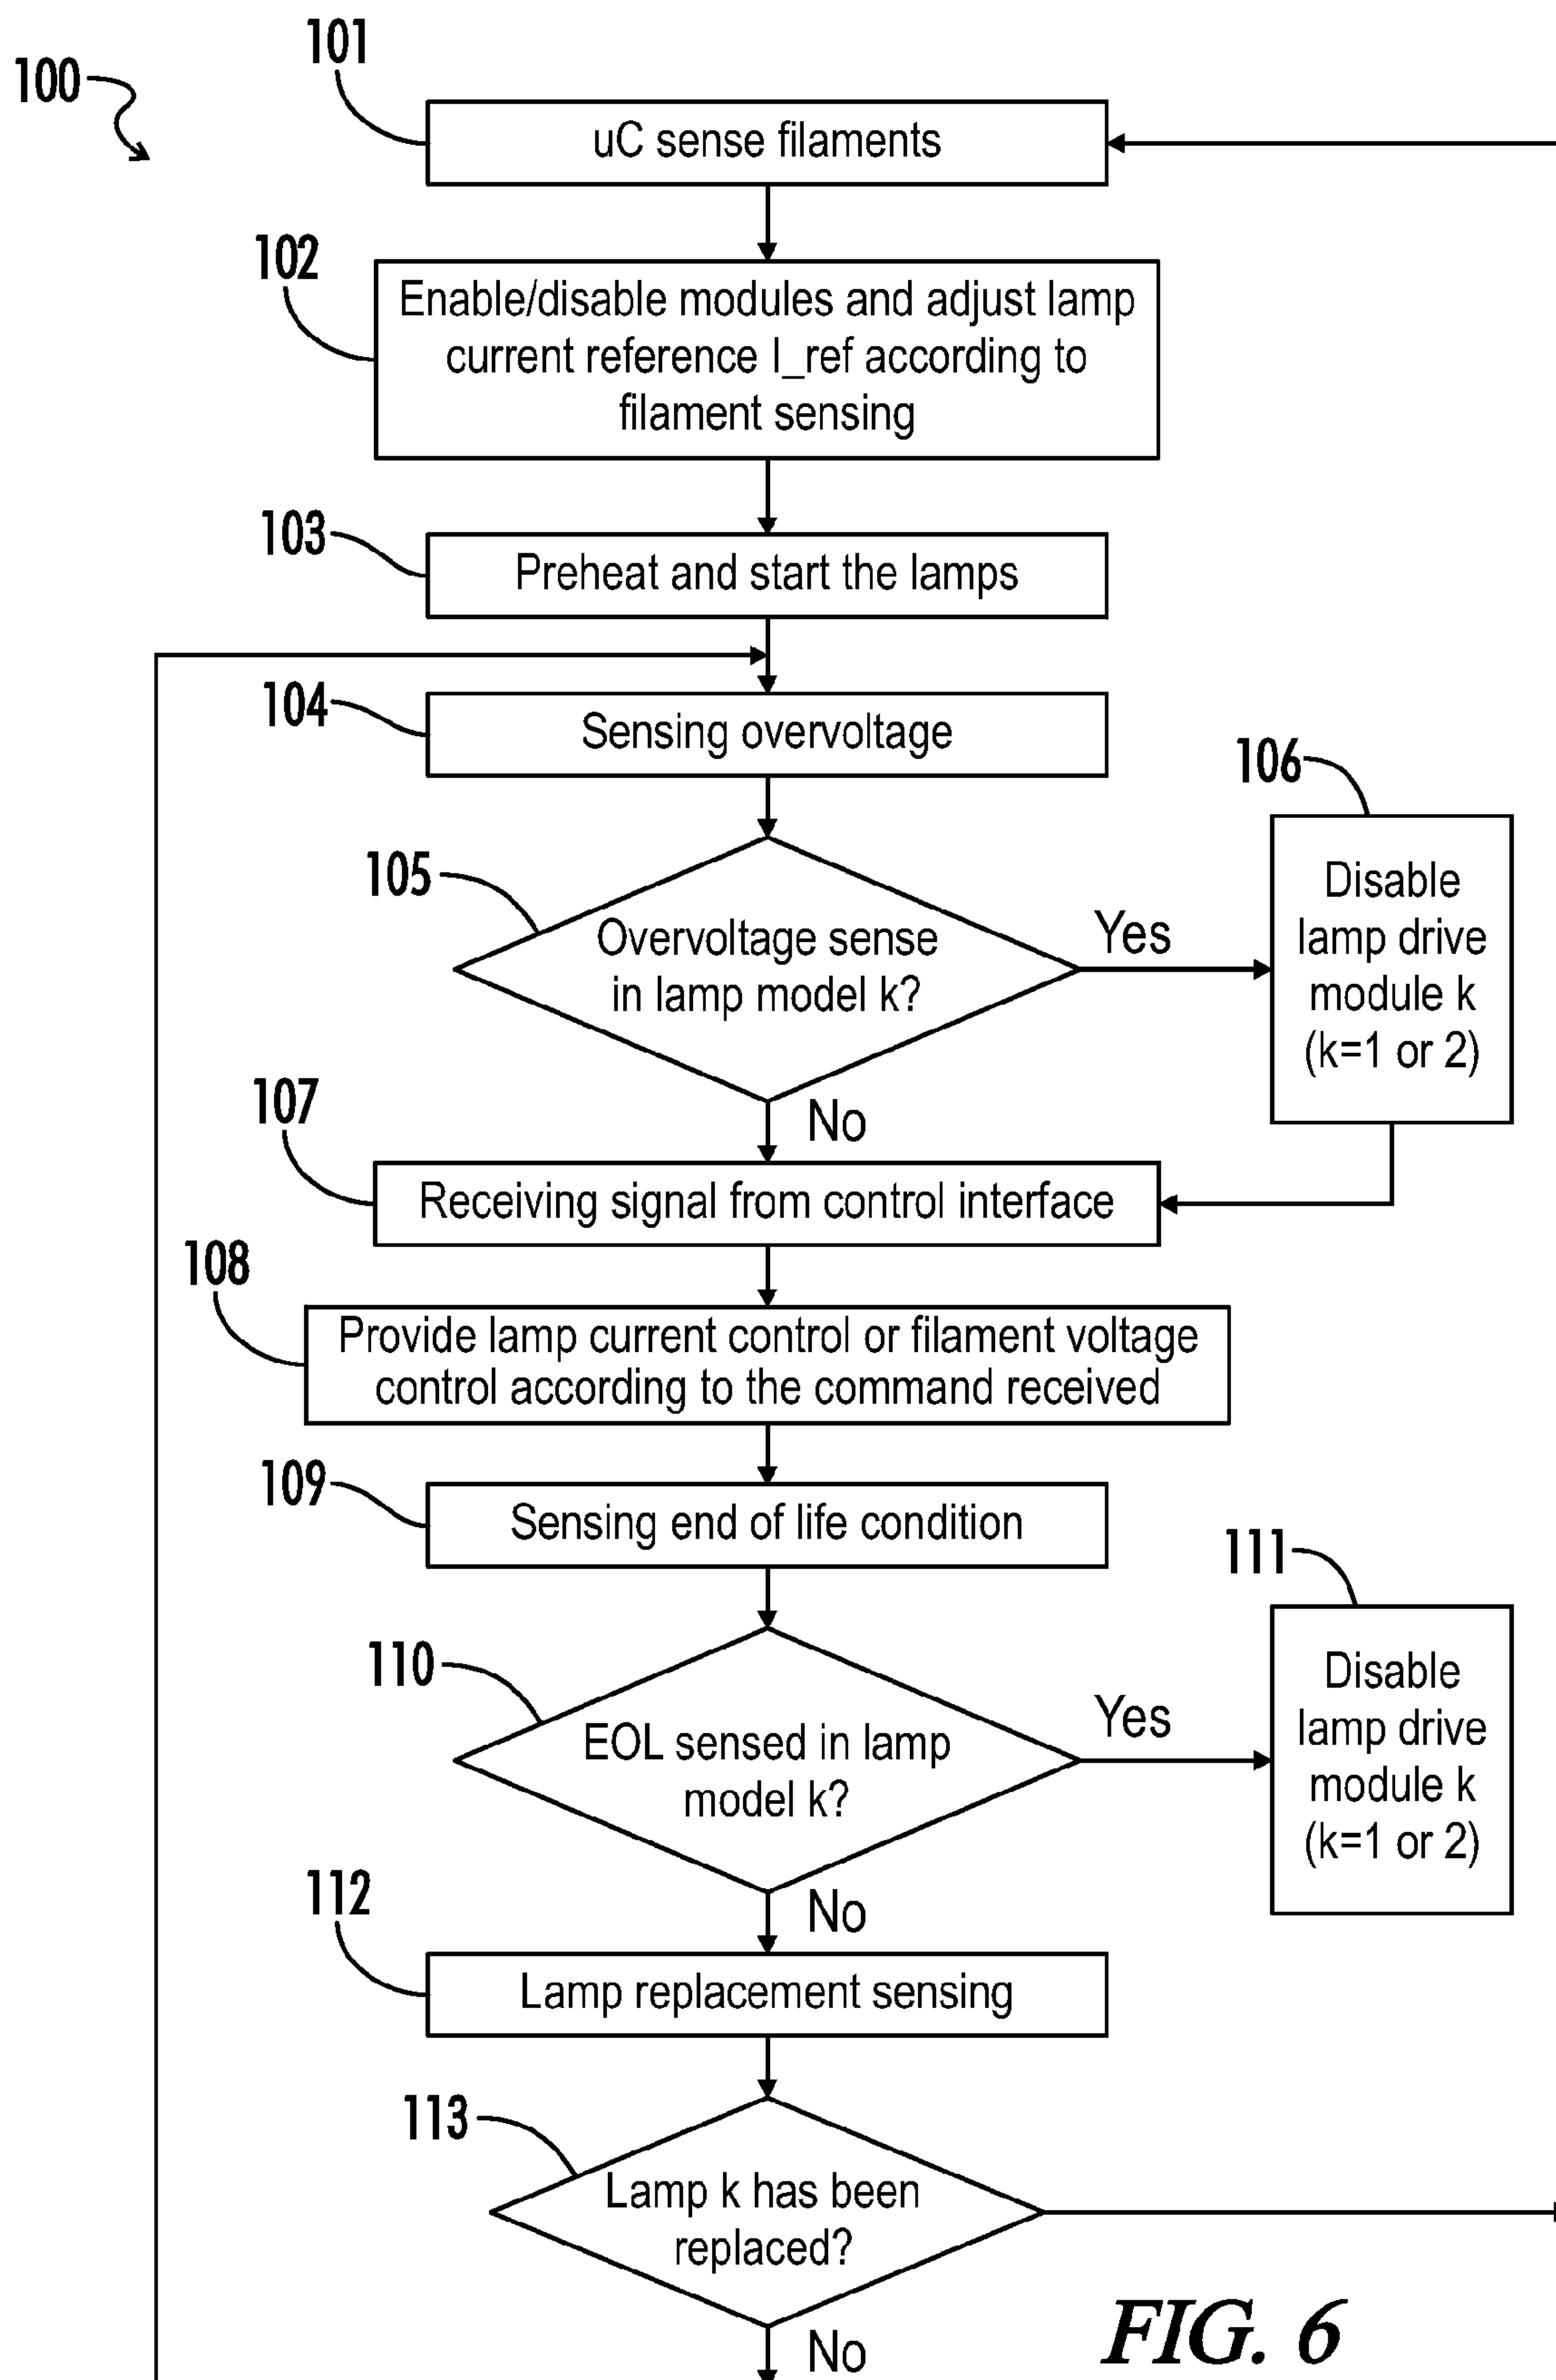 100
101
uC sense filaments
102
Enable/disable modules and adjust lamp
current reference I_ref according to
filament sensing
103
Preheat and start the lamps
104
Sensing overvoltage
105
Overvoltage sense
in lamp model k?
Yes
106
Disable
lamp drive
module k
(k=1 or 2)
No
107
Receiving signal from control interface
108
Provide lamp current control or filament voltage
control according to the command received
109
Sensing end of life condition
110
EOL sensed in lamp
model k?
Yes
111
Disable
lamp drive
module k
(k=1 or 2)
No
112
Lamp replacement sensing
113
Lamp k has been
replaced?
No
FIG. 6